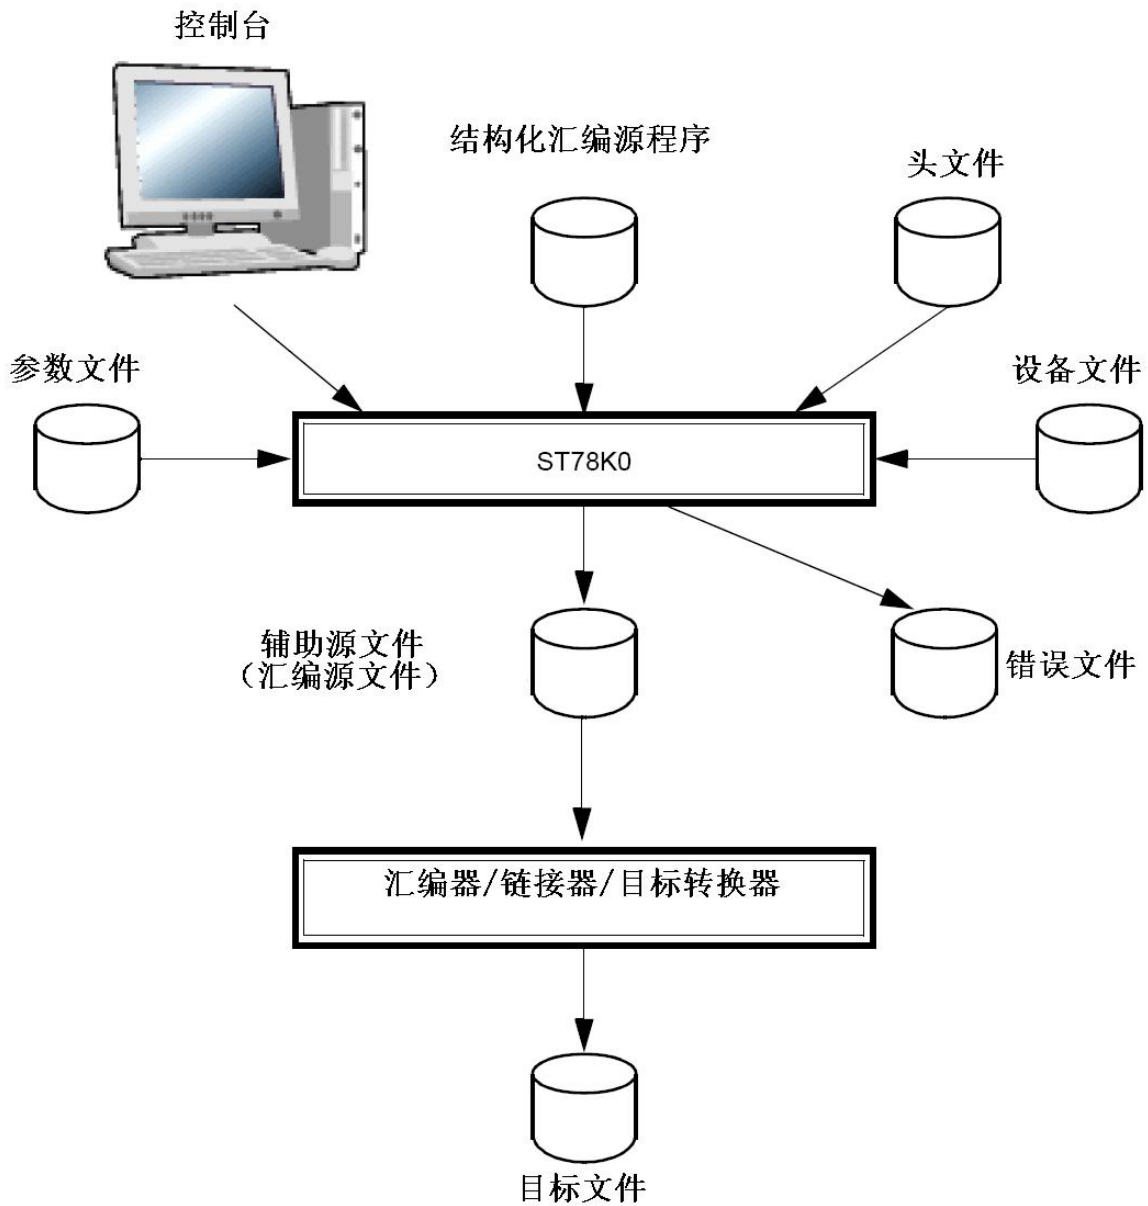 控制台
结构化汇编源程序
头文件
参数文件
设备文件
ST78K0
辅助源文件
（汇编源文件）
错误文件
汇编器/链接器/目标转换器
目标文件